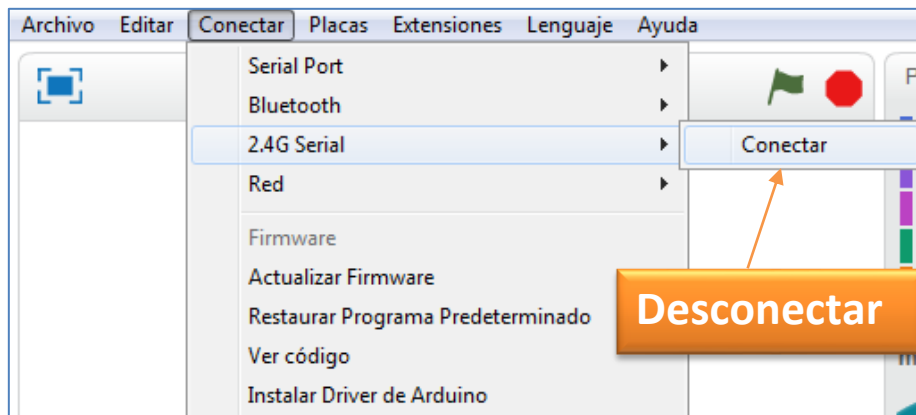 Archivo Editar Conectar Placas Extensiones Lenguaje Ayuda
Serial Port
Bluetooth
2.4G Serial
Conectar
Red
Firmware
Actualizar Firmware
Desconectar
Restaurar Programa Predeterminado
Ver código
Instalar Driver de Arduino